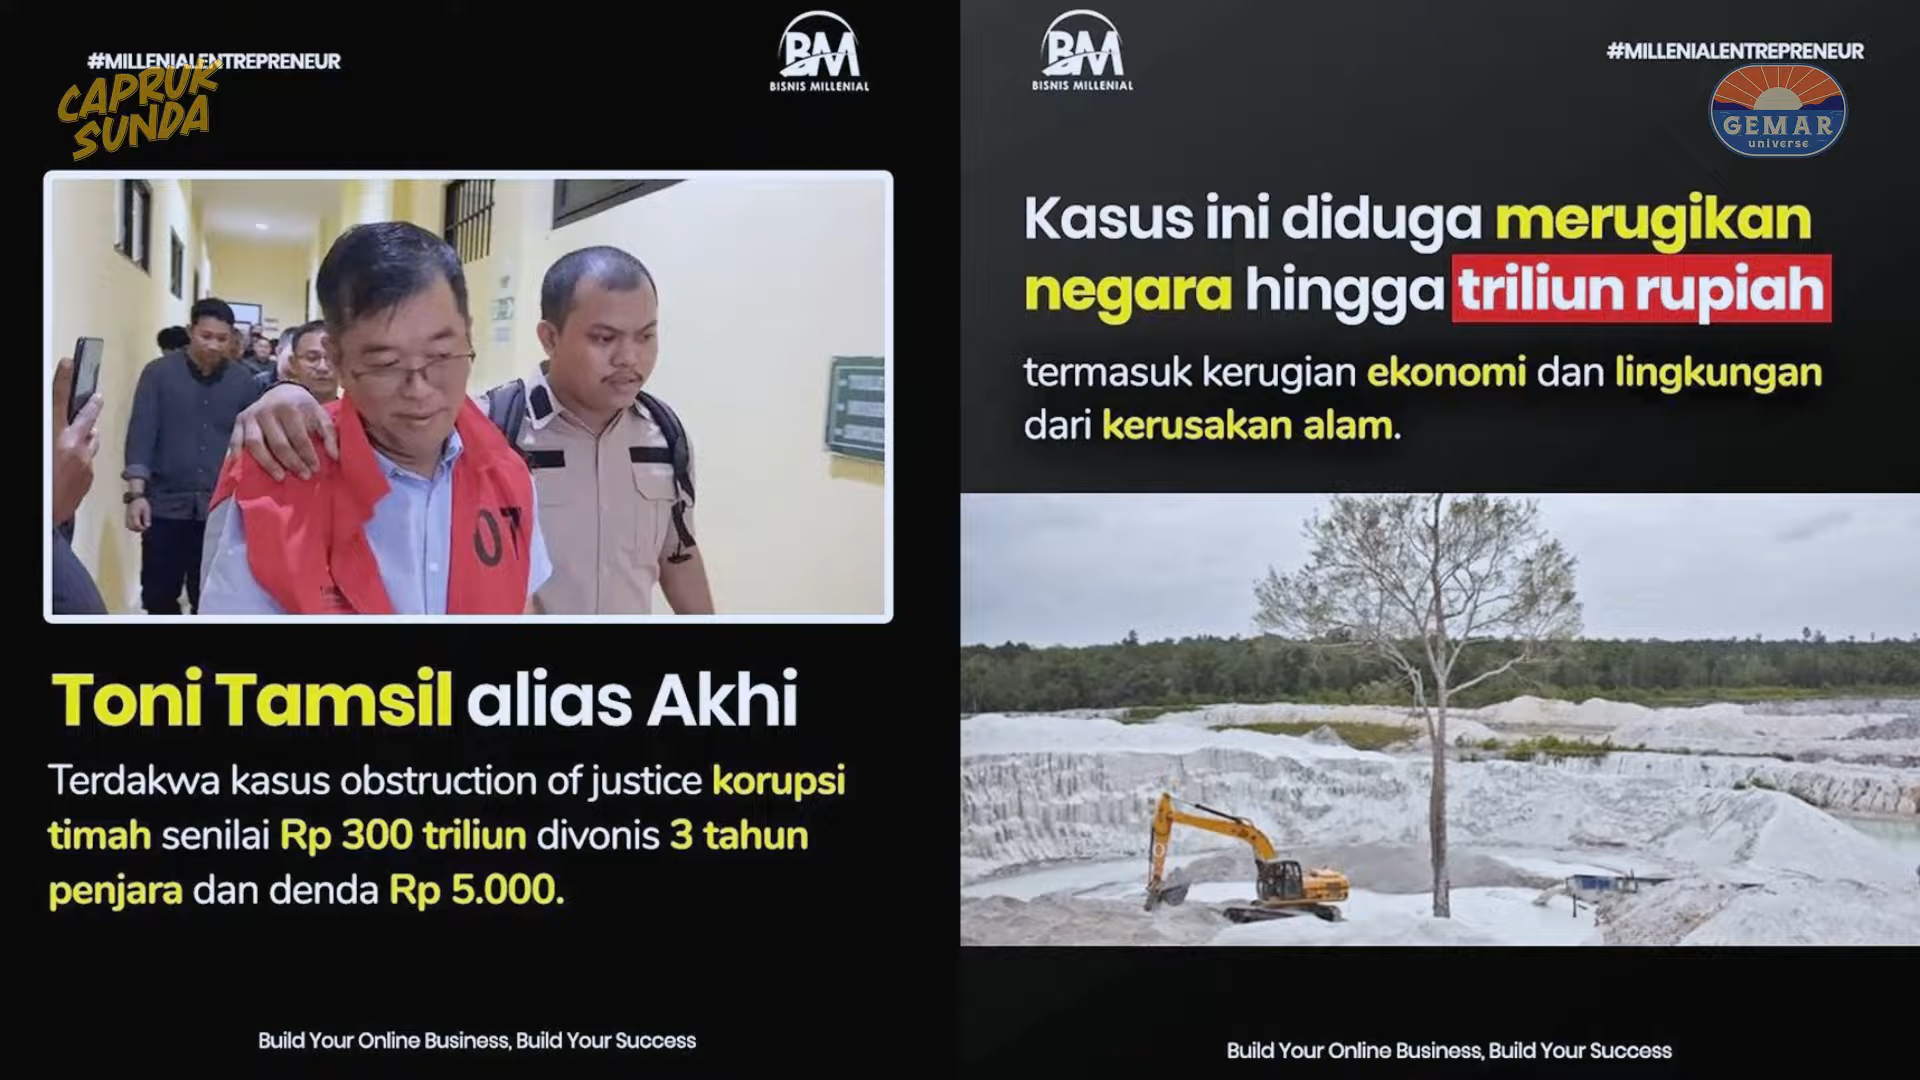 #MILLENIALENTREPRENEUR
CAPRUK
SUNDA
BM
BISNIS MILLENIAL
07
Toni Tamsil alias Akhi
Terdakwa kasus obstruction of justice korupsi
timah senilai Rp 300 triliun divonis 3 tahun
penjara dan denda Rp 5.000.
Build Your Online Business, Build Your Success
BM
BISNIS MILLENIAL
#MILLENIALENTREPRENEUR
GEMAR
universe
Kasus ini diduga merugikan
negara hingga triliun rupiah
termasuk kerugian ekonomi dan lingkungan
dari kerusakan alam.
Build Your Online Business, Build Your Success